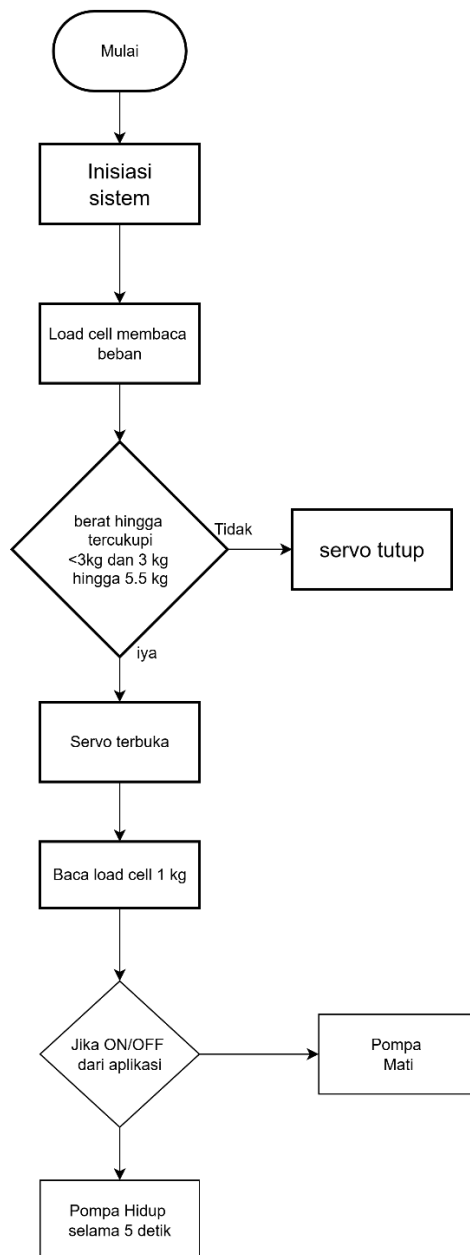 Mulai
Inisiasi
sistem
Load cell membaca
beban
berat hingga
tercukupi
<3kg dan 3 kg
hingga 5.5 kg
Tidak
servo tutup
iya
Servo terbuka
Baca load cell 1 kg
Jika ON/OFF
dari aplikasi
Pompa
Mati
Pompa Hidup
selama 5 detik